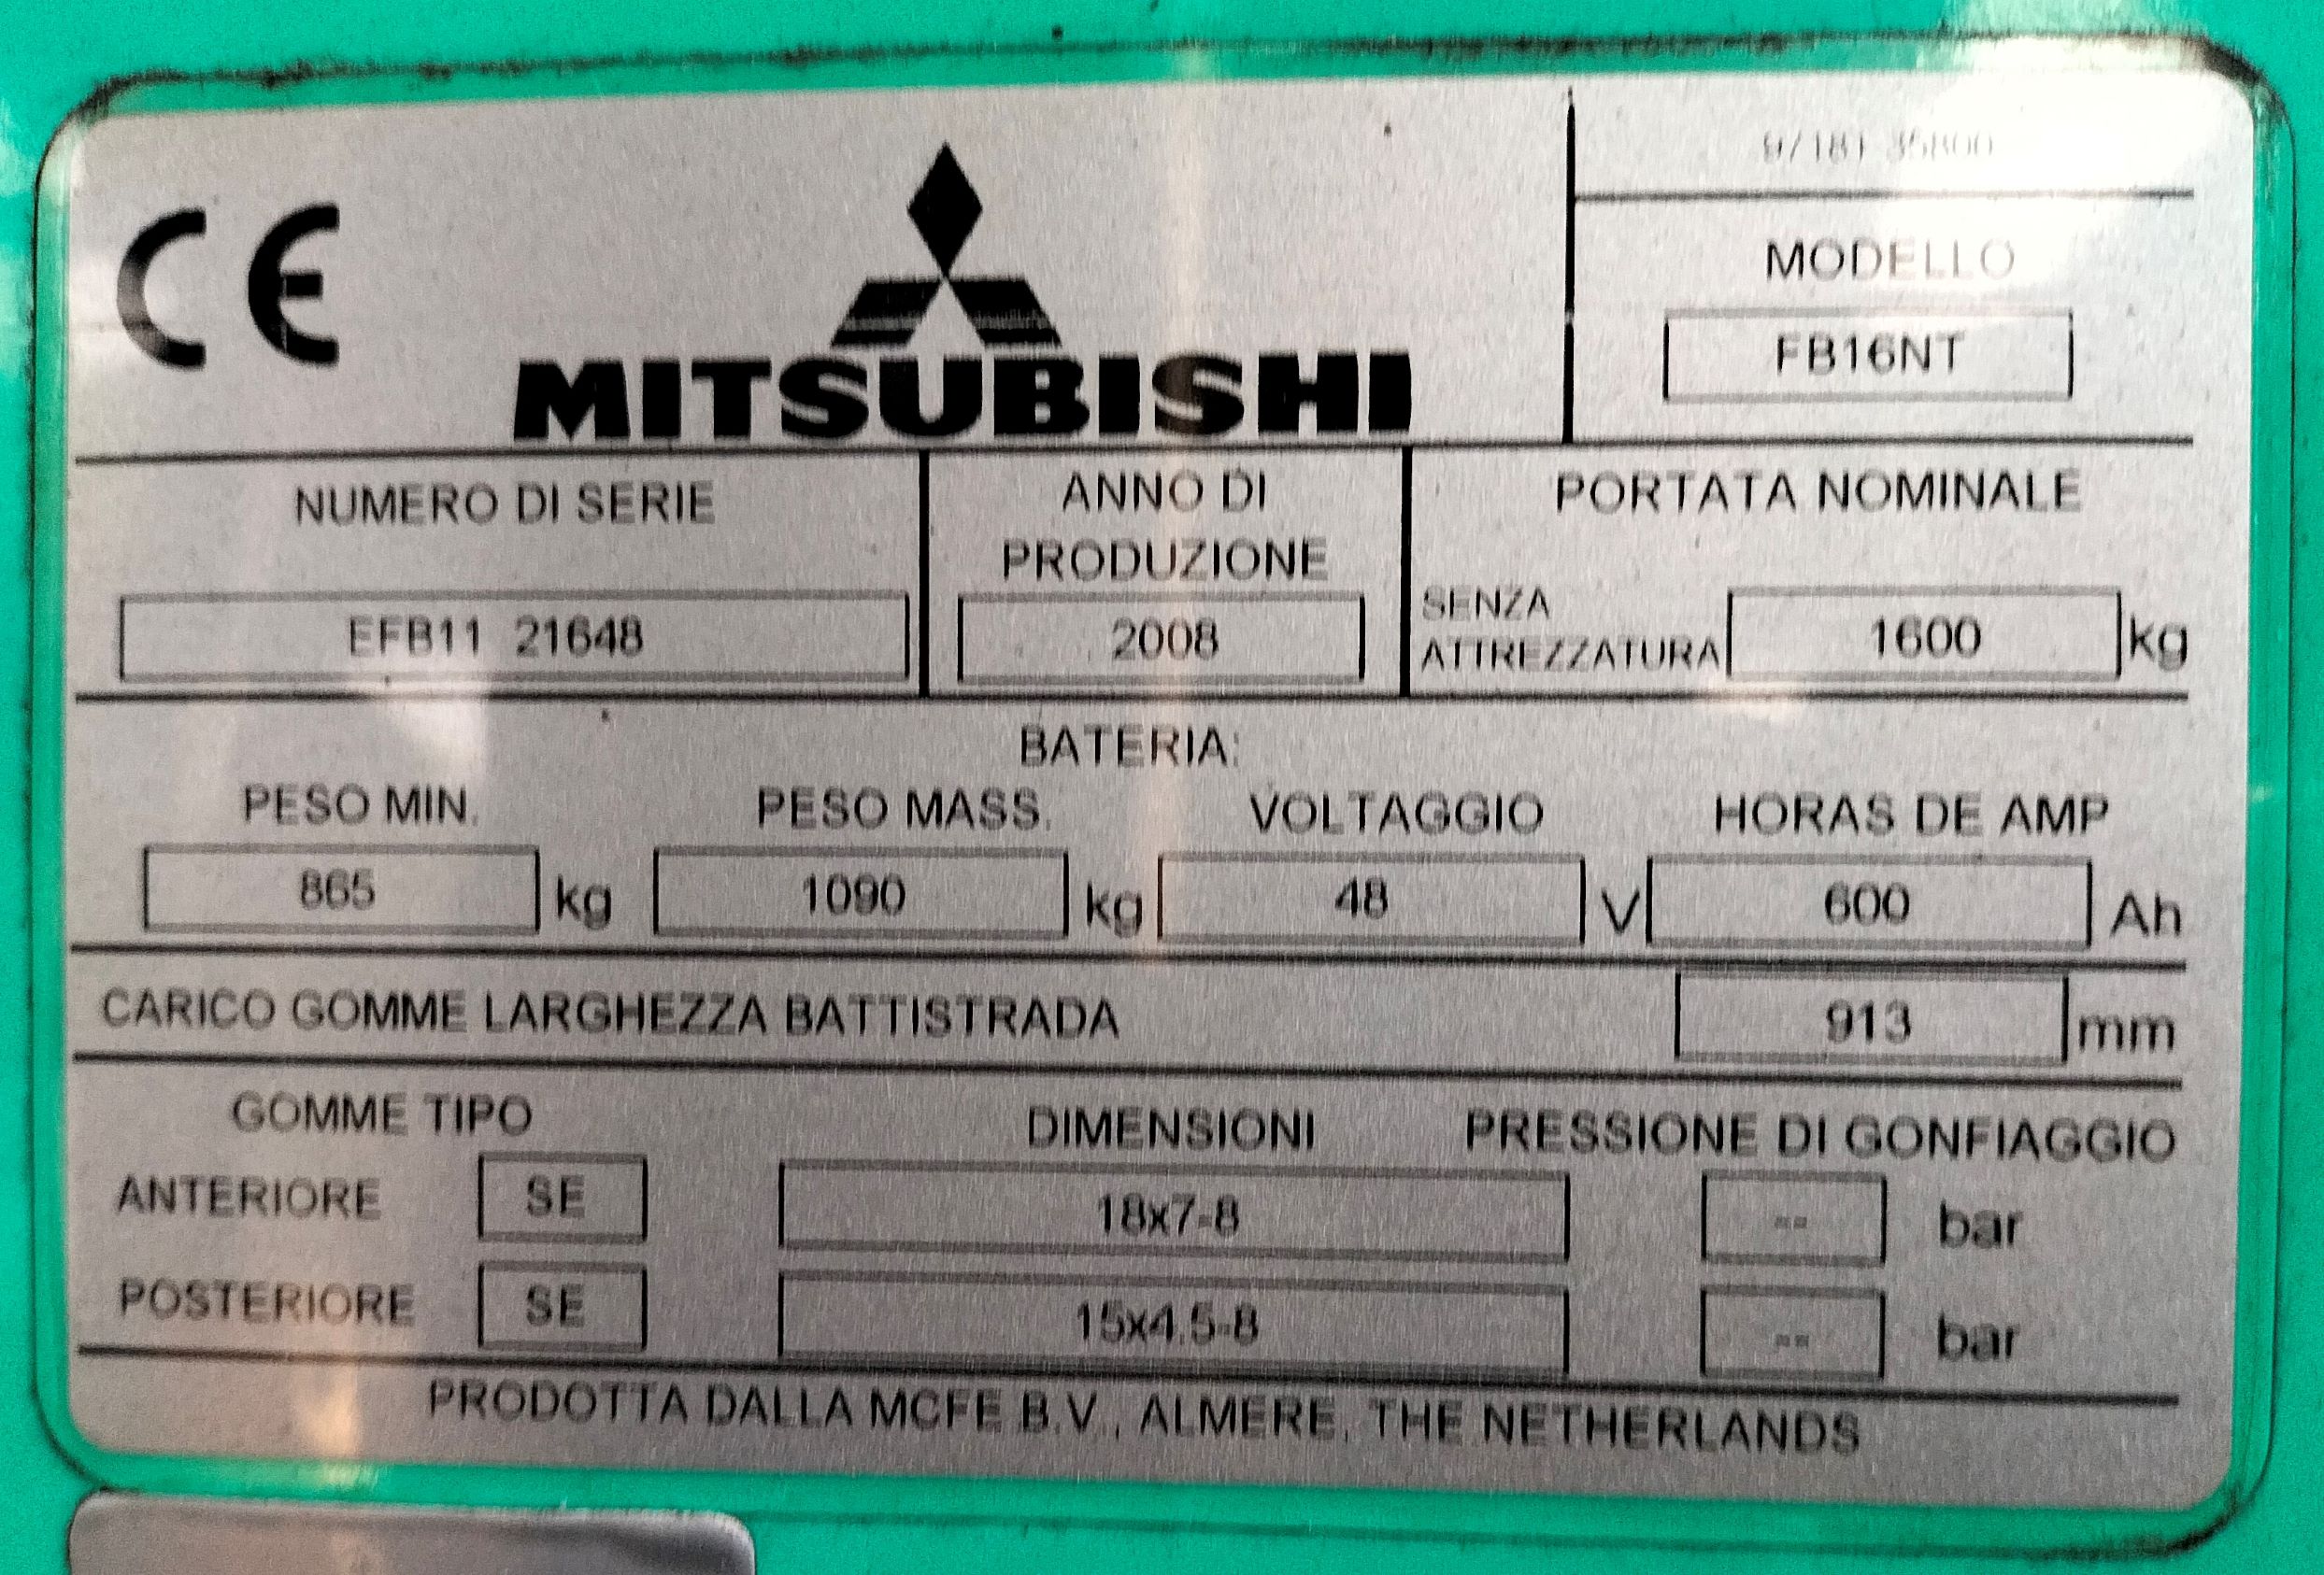 CE
MITSUBISHI
97181-35800
MODELLO
FB16NT
NUMERO DI SERIE
EFB11 21648
ANNO DI
PRODUZIONE
2008
PORTATA NOMINALE
SENZA
ATTREZZATURA 1600 kg
BATERIA:
PESO MIN. PESO MASS. VOLTAGGIO HORAS DE AMP
865 kg 1090 kg 48 V 600 Ah
CARICO GOMME LARGHEZZA BATTISTRADA 913 mm
GOMME TIPO DIMENSIONI PRESSIONE DI GONFIAGGIO
ANTERIORE SE 18x7-8 -- bar
POSTERIORE SE 15x4.5-8 -- bar
PRODOTTA DALLA MCFE B.V., ALMERE, THE NETHERLANDS